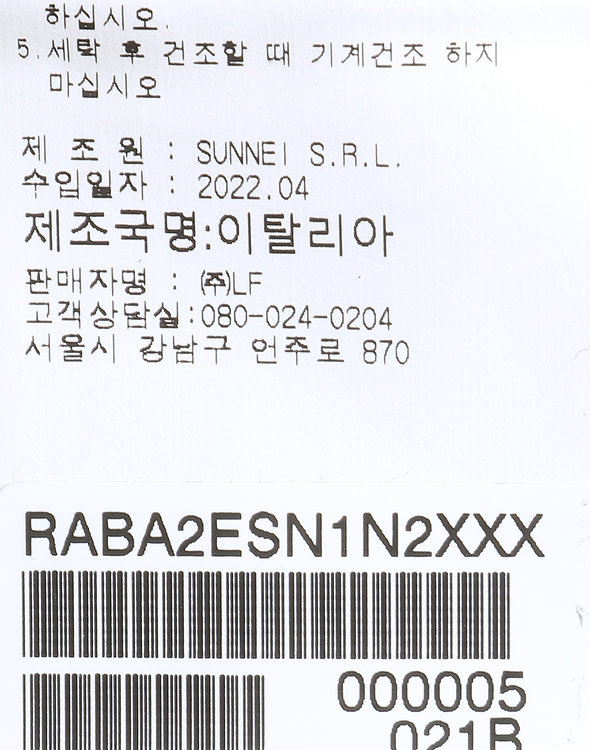 하십시오.
5.세탁 후 건조할 때 기계건조 하지
마십시오
제 조 원 : SUNNEI S.R.L.
수입일자 : 2022.04
제조국명:이탈리아
판매자명 : ㈜LF
고객상담실:080-024-0204
서울시 강남구 언주로 870
RABA2ESN1N2XXX
000005
021B